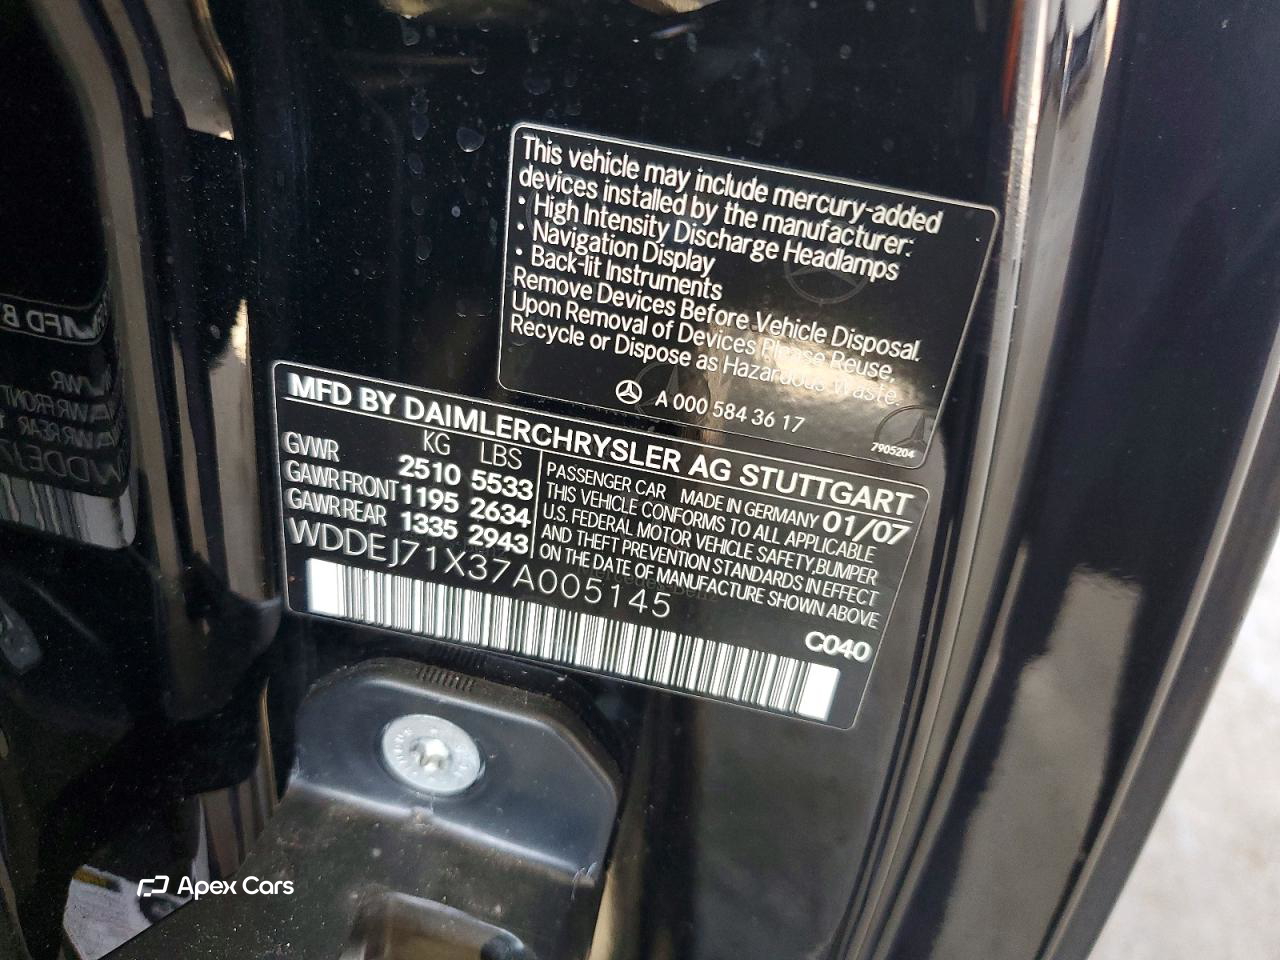 This vehicle may include mercury-added
devices installed by the manufacturer:
• High Intensity Discharge Headlamps
• Navigation Display
• Back-lit Instruments
Remove Devices Before Vehicle Disposal.
Upon Removal of Devices Please Reuse,
Recycle or Dispose as Hazardous Waste.
A 000 584 36 17
7905204
MFD BY DAIMLERCHRYSLER AG STUTTGART
KG LBS
GVWR 2510 5533
GAWR FRONT 1195 2634
GAWR REAR 1335 2943
PASSENGER CAR MADE IN GERMANY 01/07
THIS VEHICLE CONFORMS TO ALL APPLICABLE
U.S. FEDERAL MOTOR VEHICLE SAFETY,BUMPER
AND THEFT PREVENTION STANDARDS IN EFFECT
ON THE DATE OF MANUFACTURE SHOWN ABOVE
WDDEJ71X37A005145
C040
Apex Cars